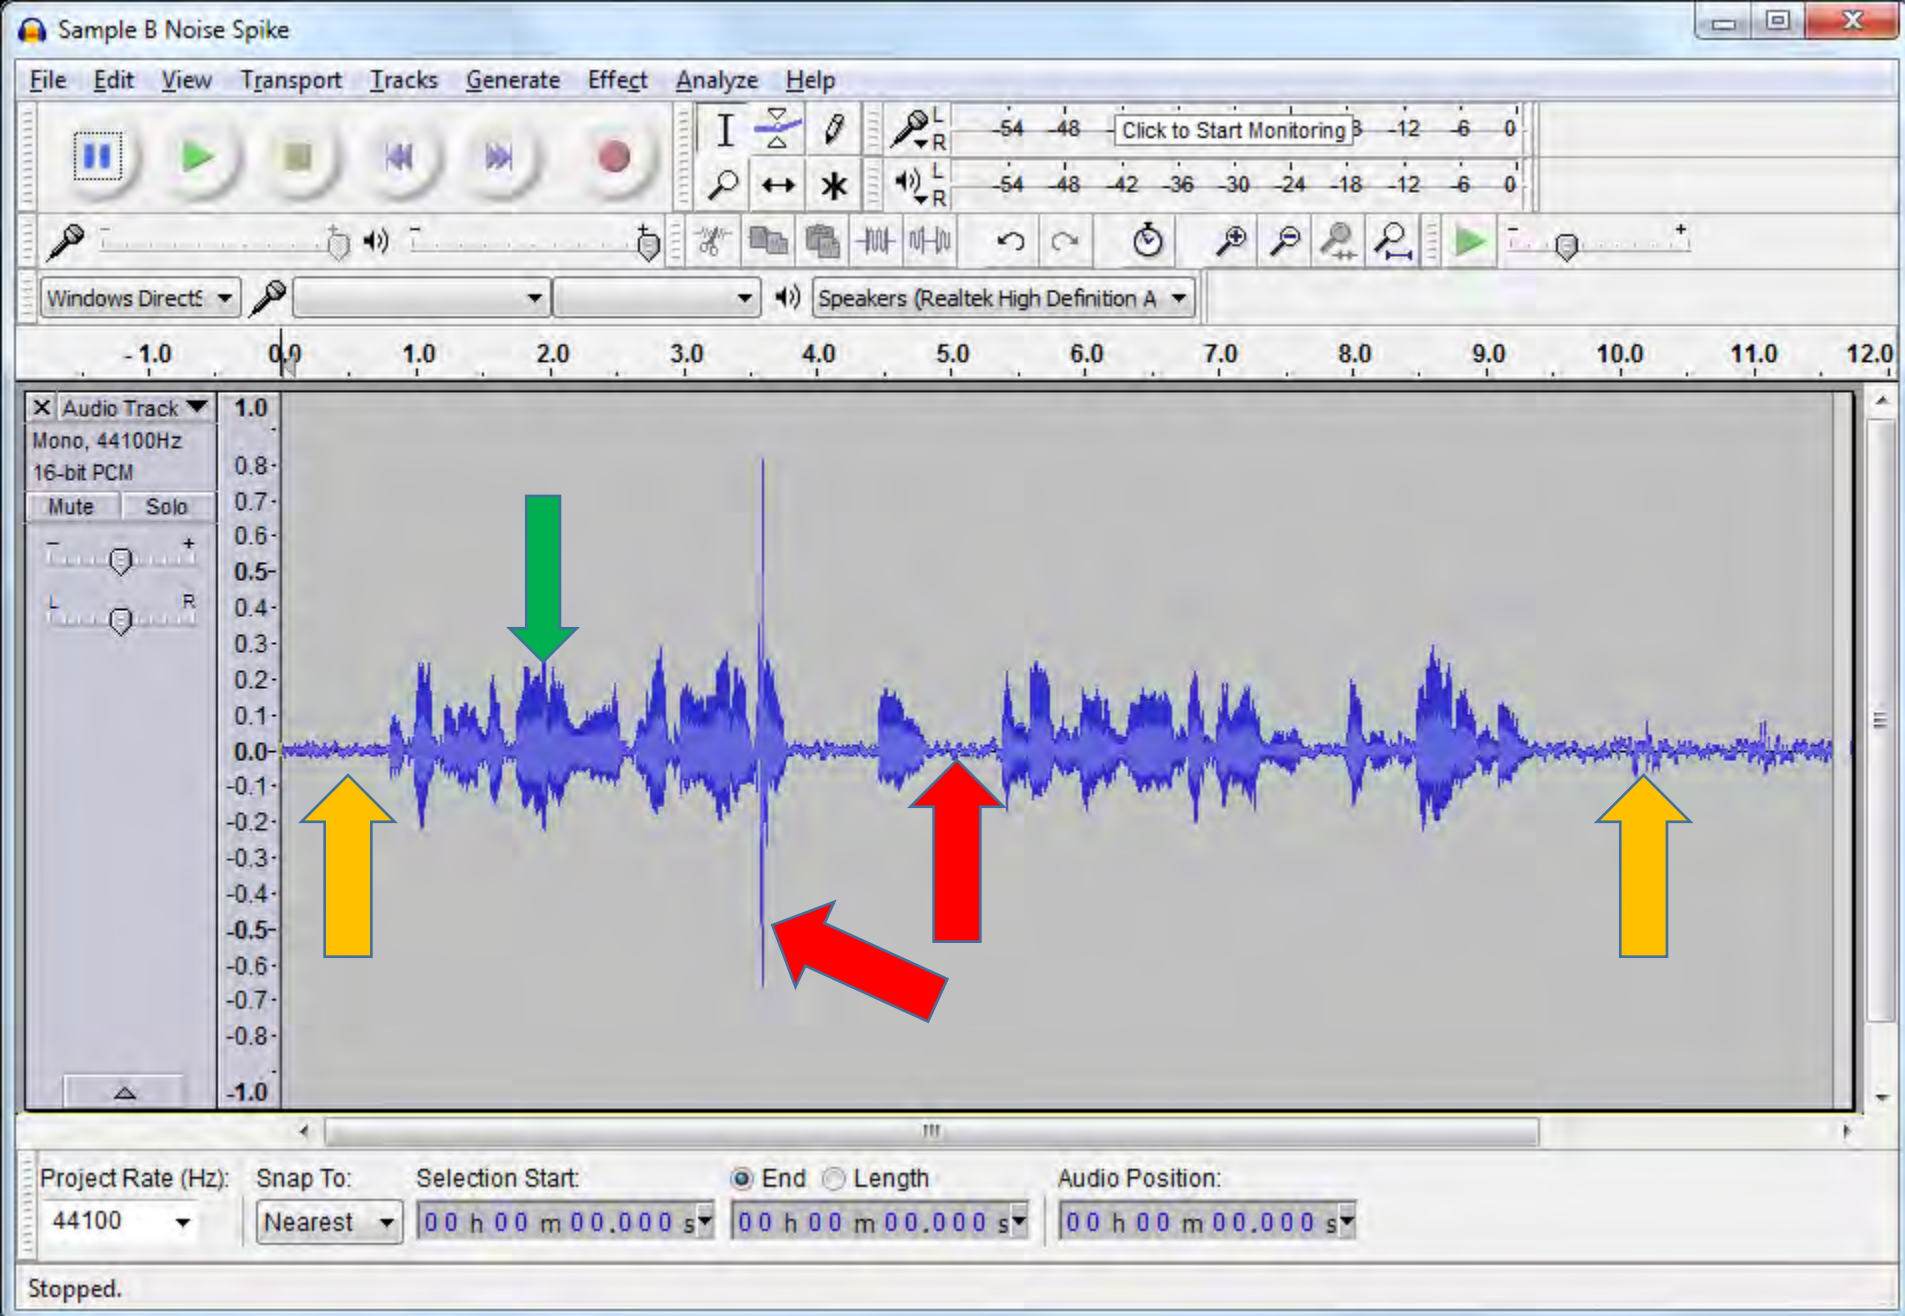 Sample B Noise Spike
File Edit View Transport Tracks Generate Effect Analyze Help
L
R
-54 -48 - Click to Start Monitoring 8 -12 -6 0
L
R
-54 -48 -42 -36 -30 -24 -18 -12 -6 0
- + - + - +
Windows DirectS Speakers (Realtek High Definition A
- 1.0 0.0 1.0 2.0 3.0 4.0 5.0 6.0 7.0 8.0 9.0 10.0 11.0 12.0
X Audio Track 1.0
Mono, 44100Hz
16-bit PCM 0.8
Mute Solo 0.7
- + 0.6
0.5
L R 0.4
0.3
0.2
0.1
0.0
-0.1
-0.2
-0.3
-0.4
-0.5
-0.6
-0.7
-0.8
-1.0
Project Rate (Hz): Snap To: Selection Start: End Length Audio Position:
44100 Nearest 00 h 00 m 00.000 s 00 h 00 m 00.000 s 00 h 00 m 00.000 s
Stopped.